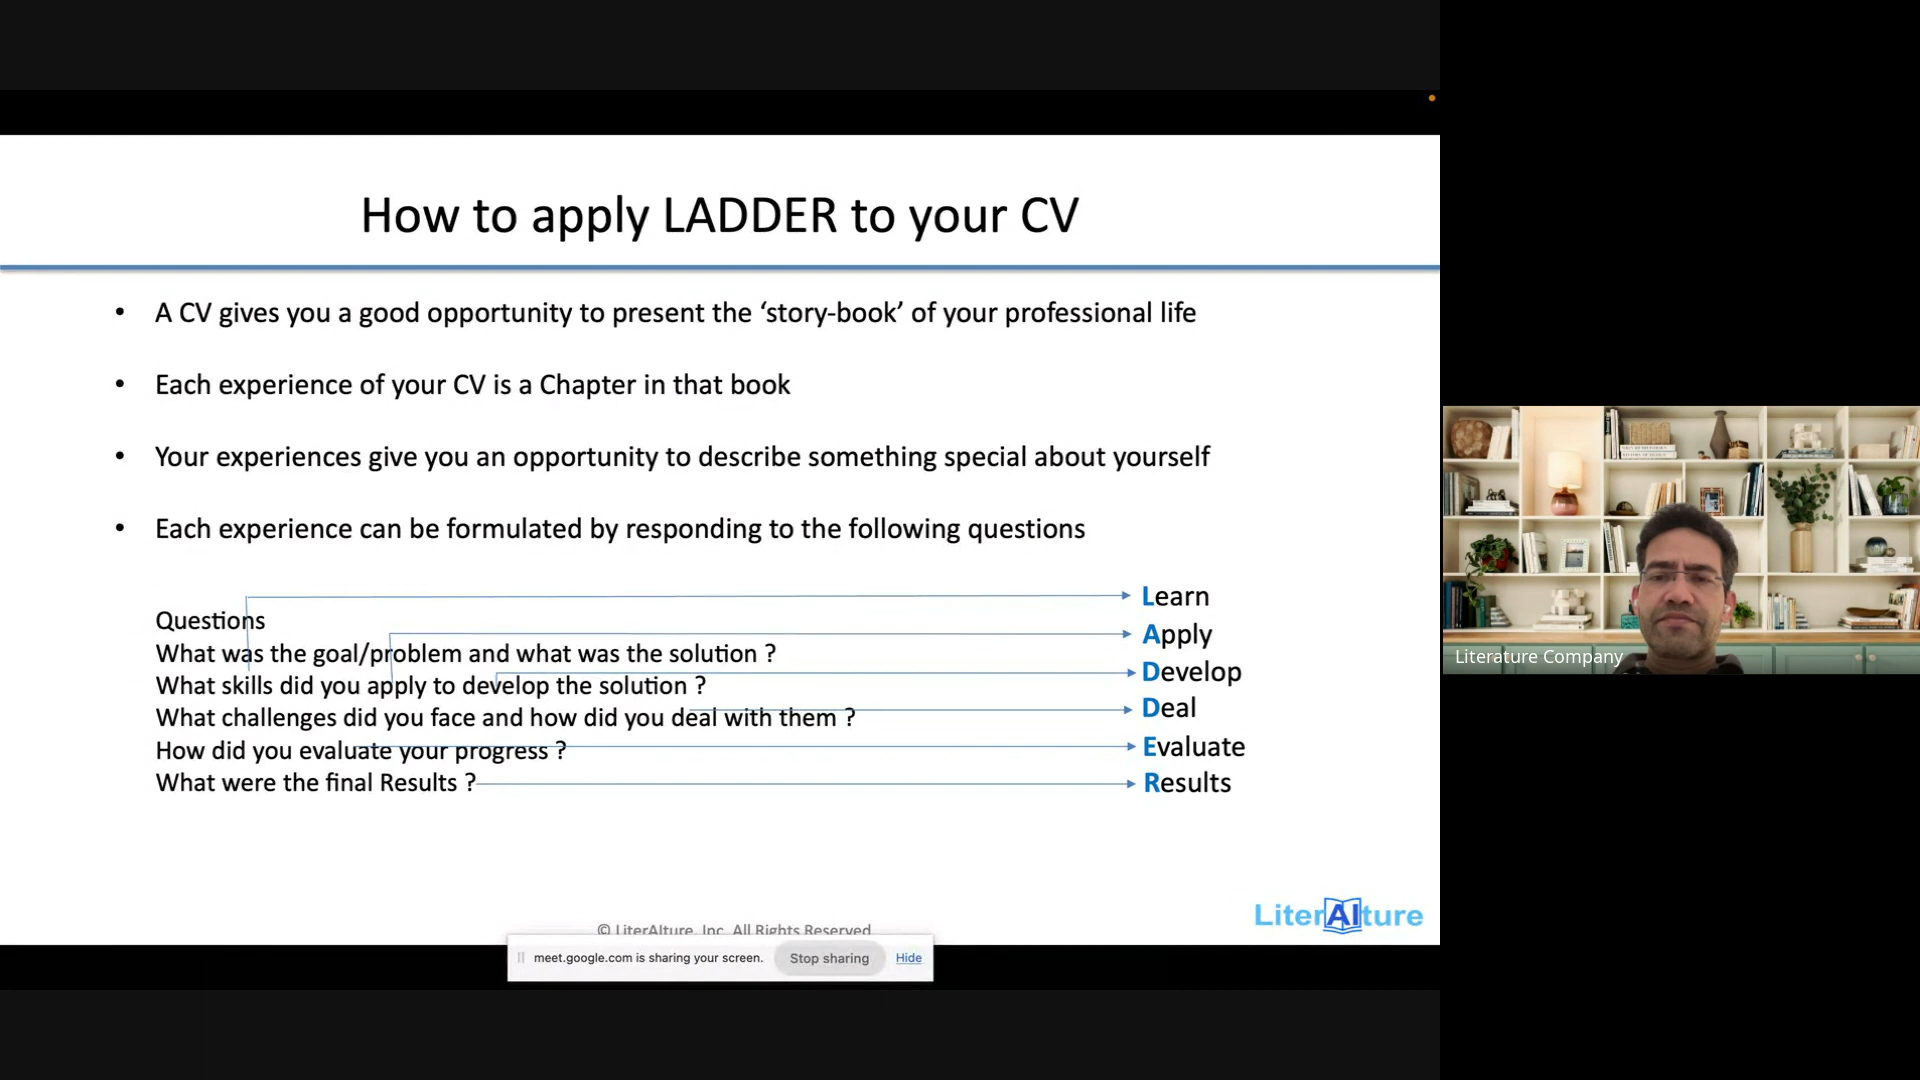 How to apply LADDER to your CV
• A CV gives you a good opportunity to present the ‘story-book’ of your professional life
• Each experience of your CV is a Chapter in that book
• Your experiences give you an opportunity to describe something special about yourself
• Each experience can be formulated by responding to the following questions
Questions
What was the goal/problem and what was the solution ?
What skills did you apply to develop the solution ?
What challenges did you face and how did you deal with them ?
How did you evaluate your progress ?
What were the final Results ?
Learn
Apply
Develop
Deal
Evaluate
Results
LiterAIture
© LiterAIture, Inc. All Rights Reserved
meet.google.com is sharing your screen.
Stop sharing
Hide
Literature Company